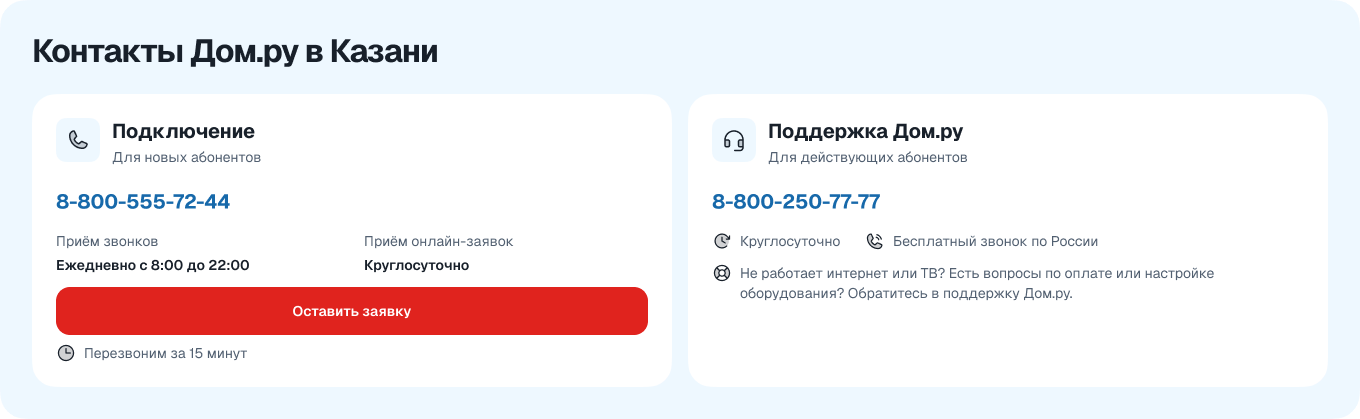 Контакты Дом.ру в Казани
Подключение
Для новых абонентов
8-800-555-72-44
Приём звонков
Ежедневно с 8:00 до 22:00
Приём онлайн-заявок
Круглосуточно
Оставить заявку
Перезвоним за 15 минут
Поддержка Дом.ру
Для действующих абонентов
8-800-250-77-77
Круглосуточно
Бесплатный звонок по России
Не работает интернет или ТВ? Есть вопросы по оплате или настройке
оборудования? Обратитесь в поддержку Дом.ру.